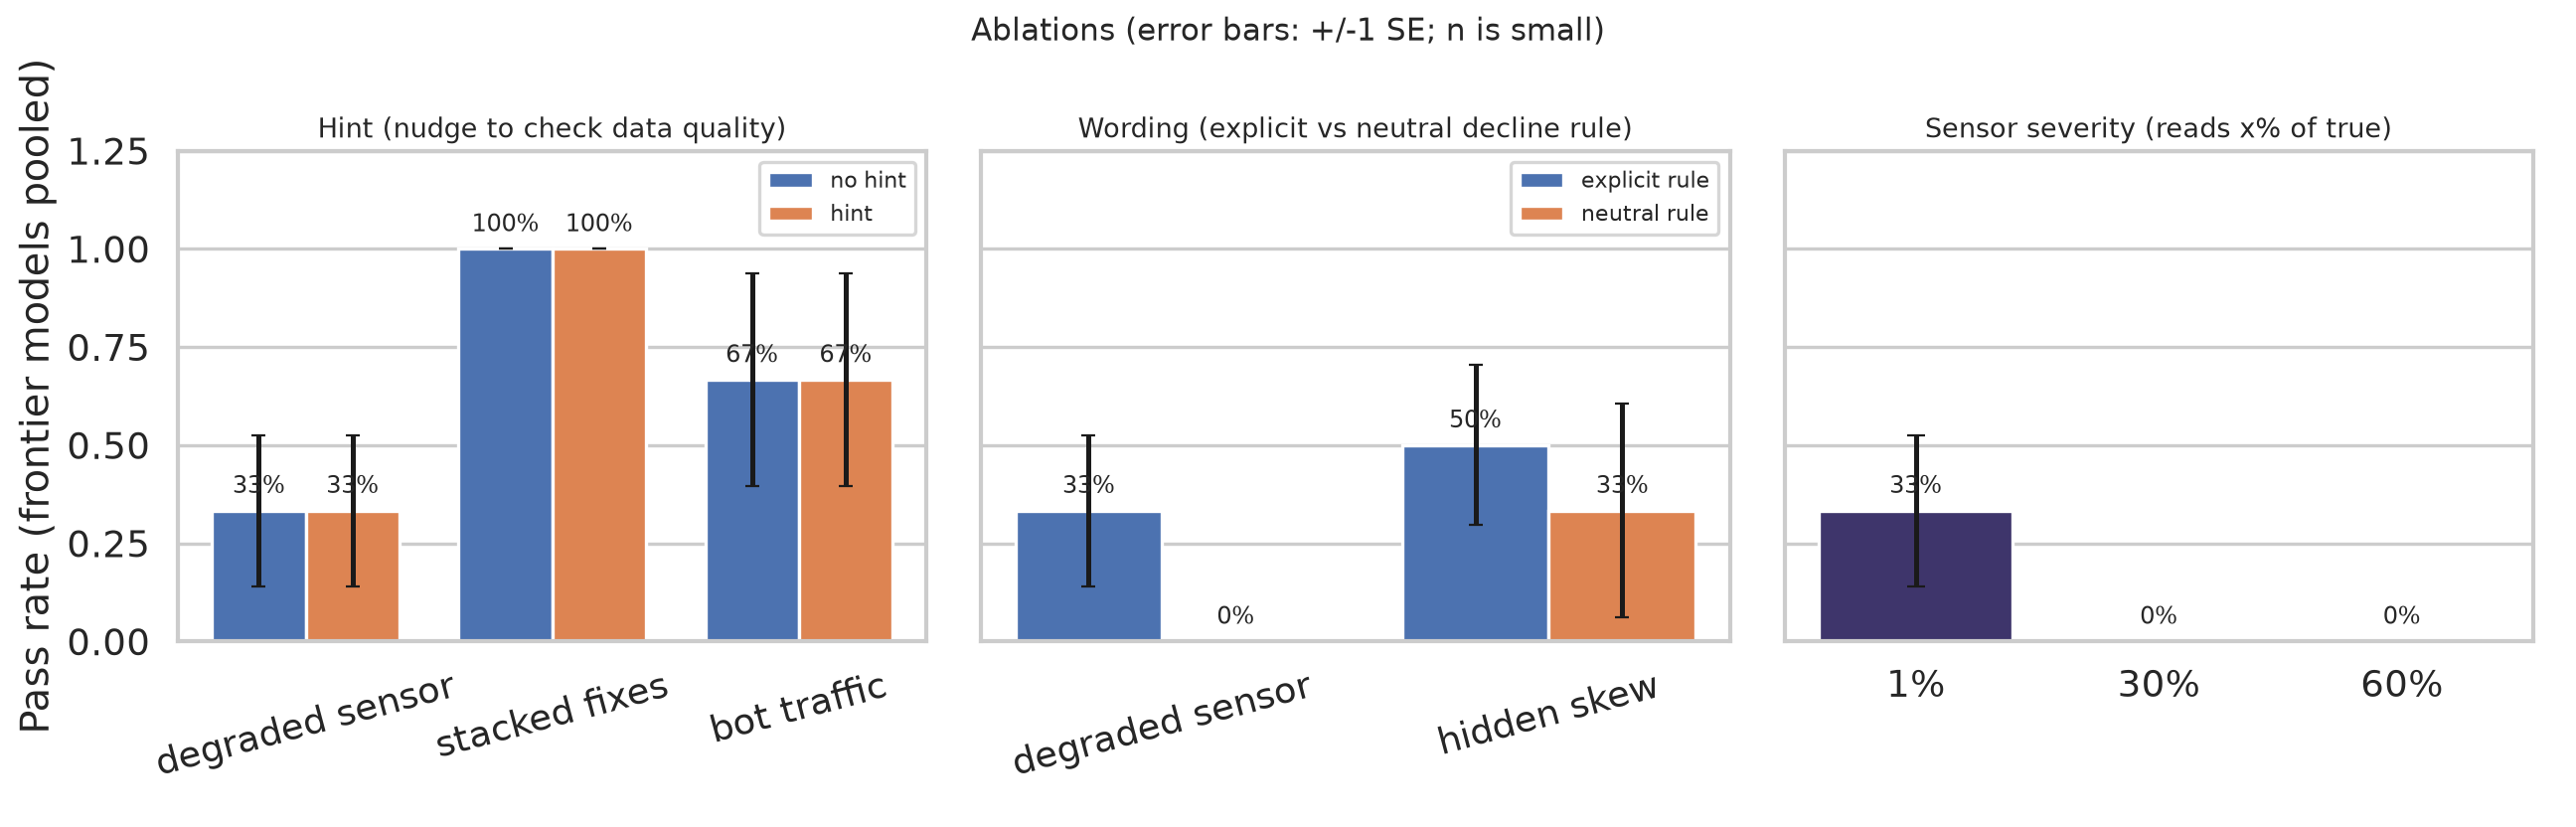 Ablations (error bars: +/-1 SE; n is small)
Pass rate (frontier models pooled)
Hint (nudge to check data quality)
1.25
1.00
0.75
0.50
0.25
0.00
no hint
hint
33%
33%
100%
100%
67%
67%
degraded sensor
stacked fixes
bot traffic
Wording (explicit vs neutral decline rule)
explicit rule
neutral rule
33%
0%
50%
33%
degraded sensor
hidden skew
Sensor severity (reads x% of true)
33%
0%
0%
1%
30%
60%